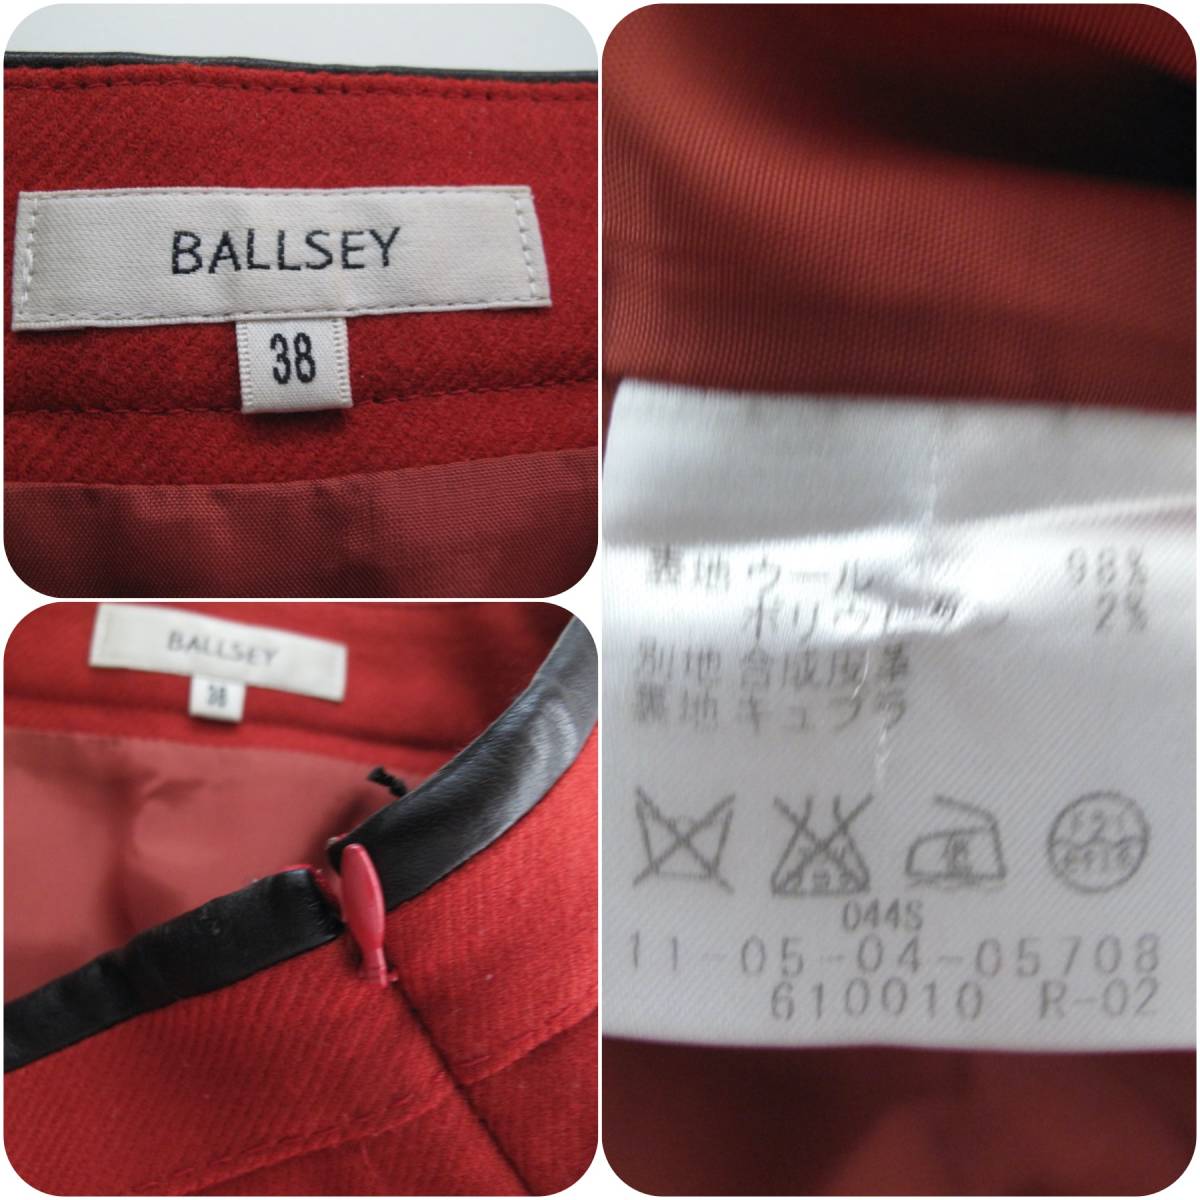 BALLSEY
38
BALLSEY
38
表地 ウール 98%
ポリウレタン 2%
別地 合成皮革
裏地 キュプラ
044S
11-05-04-05708
610010 R-02